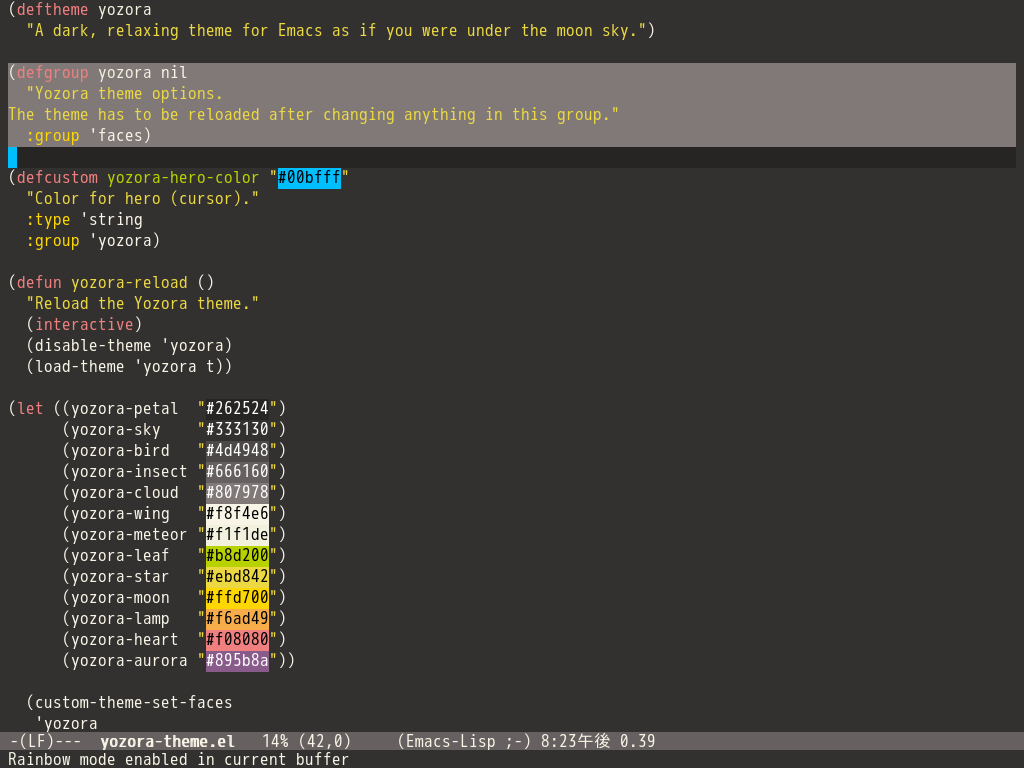 (deftheme yozora
  "A dark, relaxing theme for Emacs as if you were under the moon sky.")
(defgroup yozora nil
  "Yozora theme options.
The theme has to be reloaded after changing anything in this group."
  :group 'faces)
(defcustom yozora-hero-color "#00bfff"
  "Color for hero (cursor)."
  :type 'string
  :group 'yozora)
(defun yozora-reload ()
  "Reload the Yozora theme."
  (interactive)
  (disable-theme 'yozora)
  (load-theme 'yozora t))
(let ((yozora-petal  "#262524")
      (yozora-sky    "#333130")
      (yozora-bird   "#4d4948")
      (yozora-insect "#666160")
      (yozora-cloud  "#807978")
      (yozora-wing   "#f8f4e6")
      (yozora-meteor "#f1f1de")
      (yozora-leaf   "#b8d200")
      (yozora-star   "#ebd842")
      (yozora-moon   "#ffd700")
      (yozora-lamp   "#f6ad49")
      (yozora-heart  "#f08080")
      (yozora-aurora "#895b8a"))
  (custom-theme-set-faces
   'yozora
-(LF)---  yozora-theme.el   14% (42,0)     (Emacs-Lisp ;-) 8:23午後 0.39
Rainbow mode enabled in current buffer